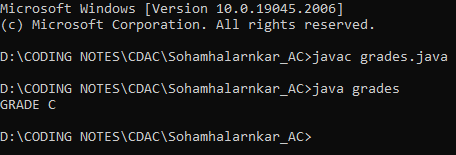 Microsoft Windows [Version 10.0.19045.2006]
(c) Microsoft Corporation. All rights reserved.
D:\CODING NOTES\CDAC\Sohamhalarnkar_AC>javac grades.java
D:\CODING NOTES\CDAC\Sohamhalarnkar_AC>java grades
GRADE C
D:\CODING NOTES\CDAC\Sohamhalarnkar_AC>